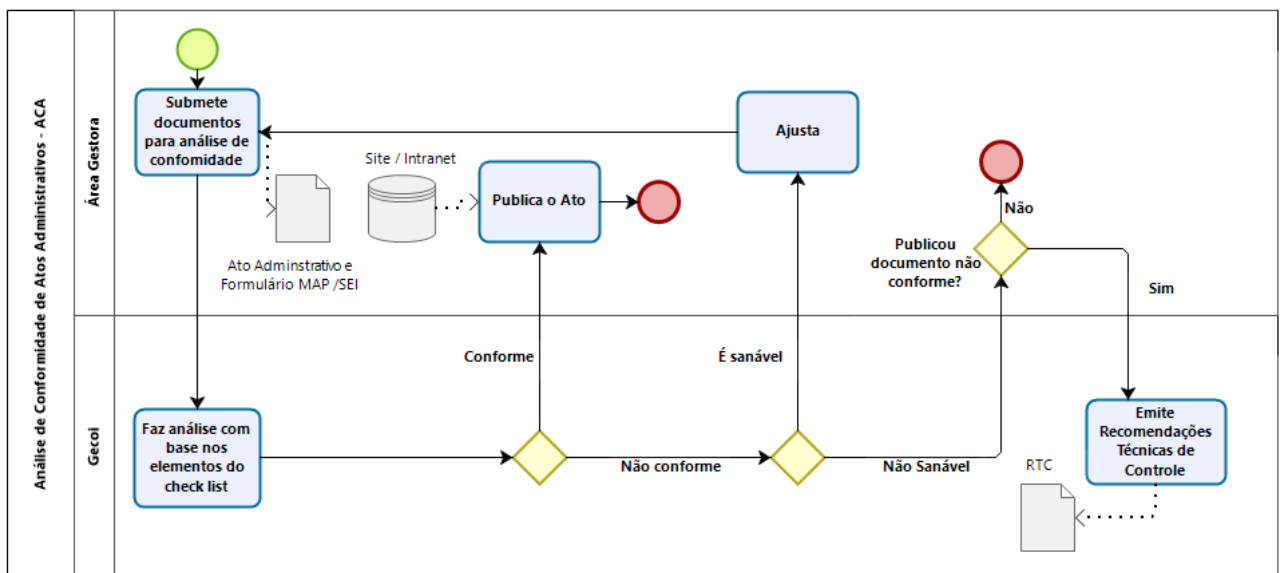 Análise de Conformidade de Atos Administrativos - ACA
Área Gestora
Submete
documentos
para análise de
confomidade
Ato Adminstrativo e
Formulário MAP /SEI
Site / Intranet
Publica o Ato
Ajusta
Publicou
documento não
conforme?
Não
Sim
Gecoi
Faz análise com
base nos
elementos do
check list
Conforme
Não conforme
É sanável
Não Sanável
Emite
Recomendações
Técnicas de
Controle
RTC